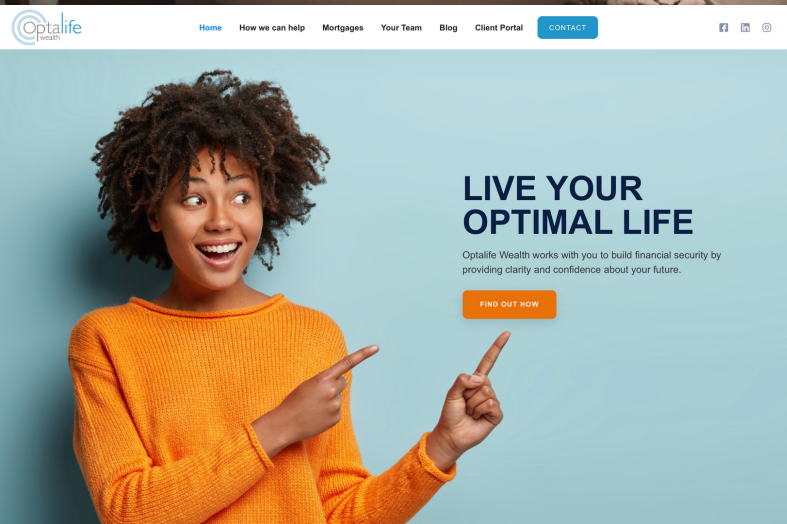 Optalife
wealth
Home How we can help Mortgages Your Team Blog Client Portal CONTACT
LIVE YOUR
OPTIMAL LIFE
Optalife Wealth works with you to build financial security by
providing clarity and confidence about your future.
FIND OUT HOW